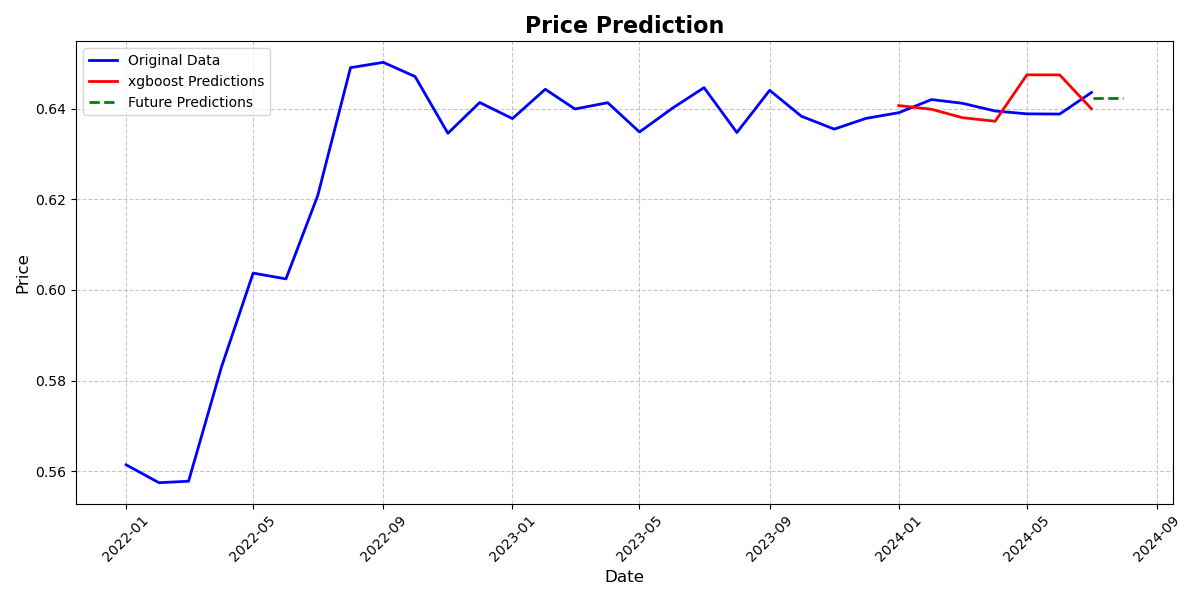 Price Prediction
Original Data
xgboost Predictions
Future Predictions
Price
0.64
0.62
0.60
0.58
0.56
2022-01
2022-05
2022-09
2023-01
2023-05
2023-09
2024-01
2024-05
2024-09
Date